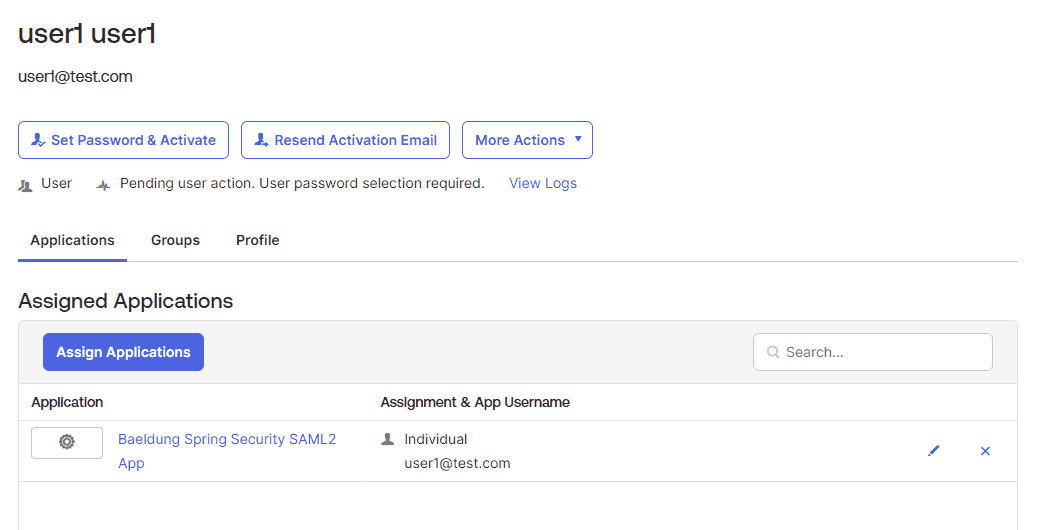 user1 user1
user1@test.com
Set Password & Activate Resend Activation Email More Actions
User Pending user action. User password selection required. View Logs
Applications Groups Profile
Assigned Applications
Assign Applications Search...
Application Assignment & App Username
Baeldung Spring Security SAML2 Individual
App user1@test.com